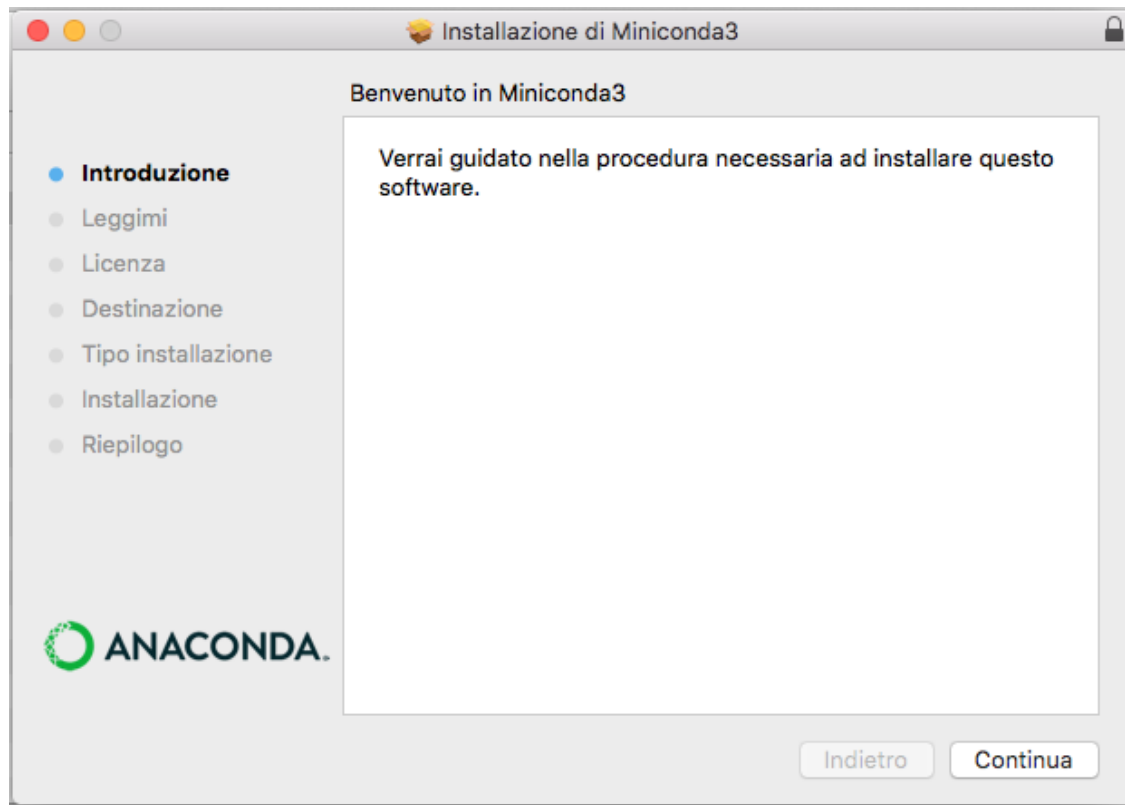 Installazione di Miniconda3
Benvenuto in Miniconda3
Introduzione
Leggimi
Licenza
Destinazione
Tipo installazione
Installazione
Riepilogo
Verrai guidato nella procedura necessaria ad installare questo
software.
ANACONDA.
Indietro
Continua